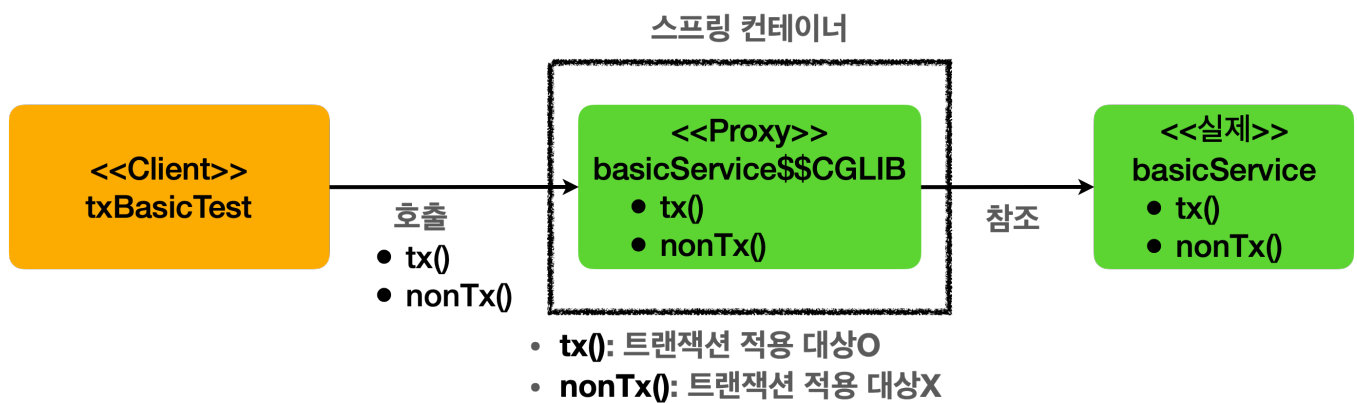 스프링 컨테이너
<<Client>>
txBasicTest
호출
• tx()
• nonTx()
<<Proxy>>
basicService$$CGLIB
• tx()
• nonTx()
참조
<<실제>>
basicService
• tx()
• nonTx()
• tx(): 트랜잭션 적용 대상O
• nonTx(): 트랜잭션 적용 대상X